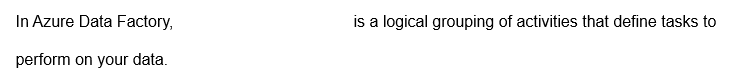 In Azure Data Factory, is a logical grouping of activities that define tasks to
perform on your data.